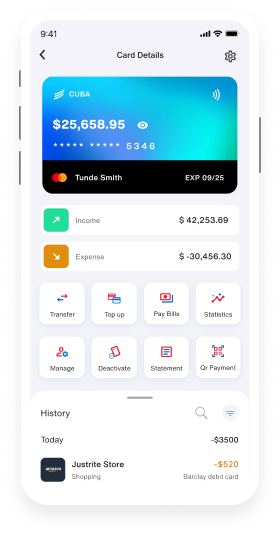 9:41
Card Details
CUBA
$25,658.95
***** ***** 5346
Tunde Smith EXP 09/25
Income $ 42,253.69
Expense $ -30,456.30
Transfer Top up Pay Bills Statistics
Manage Deactivate Statement Qr Payment
History
Today -$3500
amazon
Justrite Store -$520
Shopping Barclay debit card